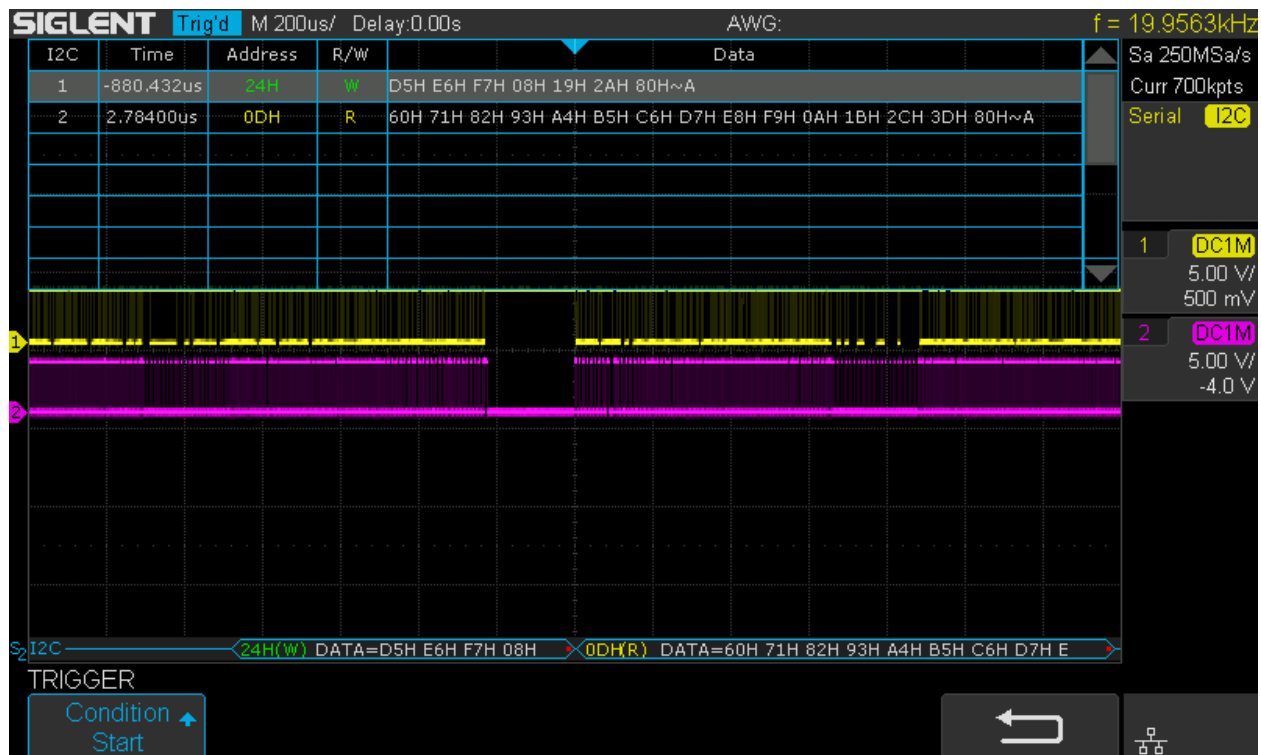 SIGLENT Trig'd M 200us/ Delay:0.00s AWG: f = 19.9563kHz
I2C Time Address R/W Data
1 -880.432us 24H W D5H E6H F7H 08H 19H 2AH 80H~A
2 2.78400us 0DH R 60H 71H 82H 93H A4H B5H C6H D7H E8H F9H 0AH 1BH 2CH 3DH 80H~A
Sa 250MSa/s
Curr 700kpts
Serial I2C
1 DC1M
5.00 V/
500 mV
2 DC1M
5.00 V/
-4.0 V
1
2
S2 I2C 24H(W) DATA=D5H E6H F7H 08H 0DH(R) DATA=60H 71H 82H 93H A4H B5H C6H D7H E
TRIGGER
Condition
Start